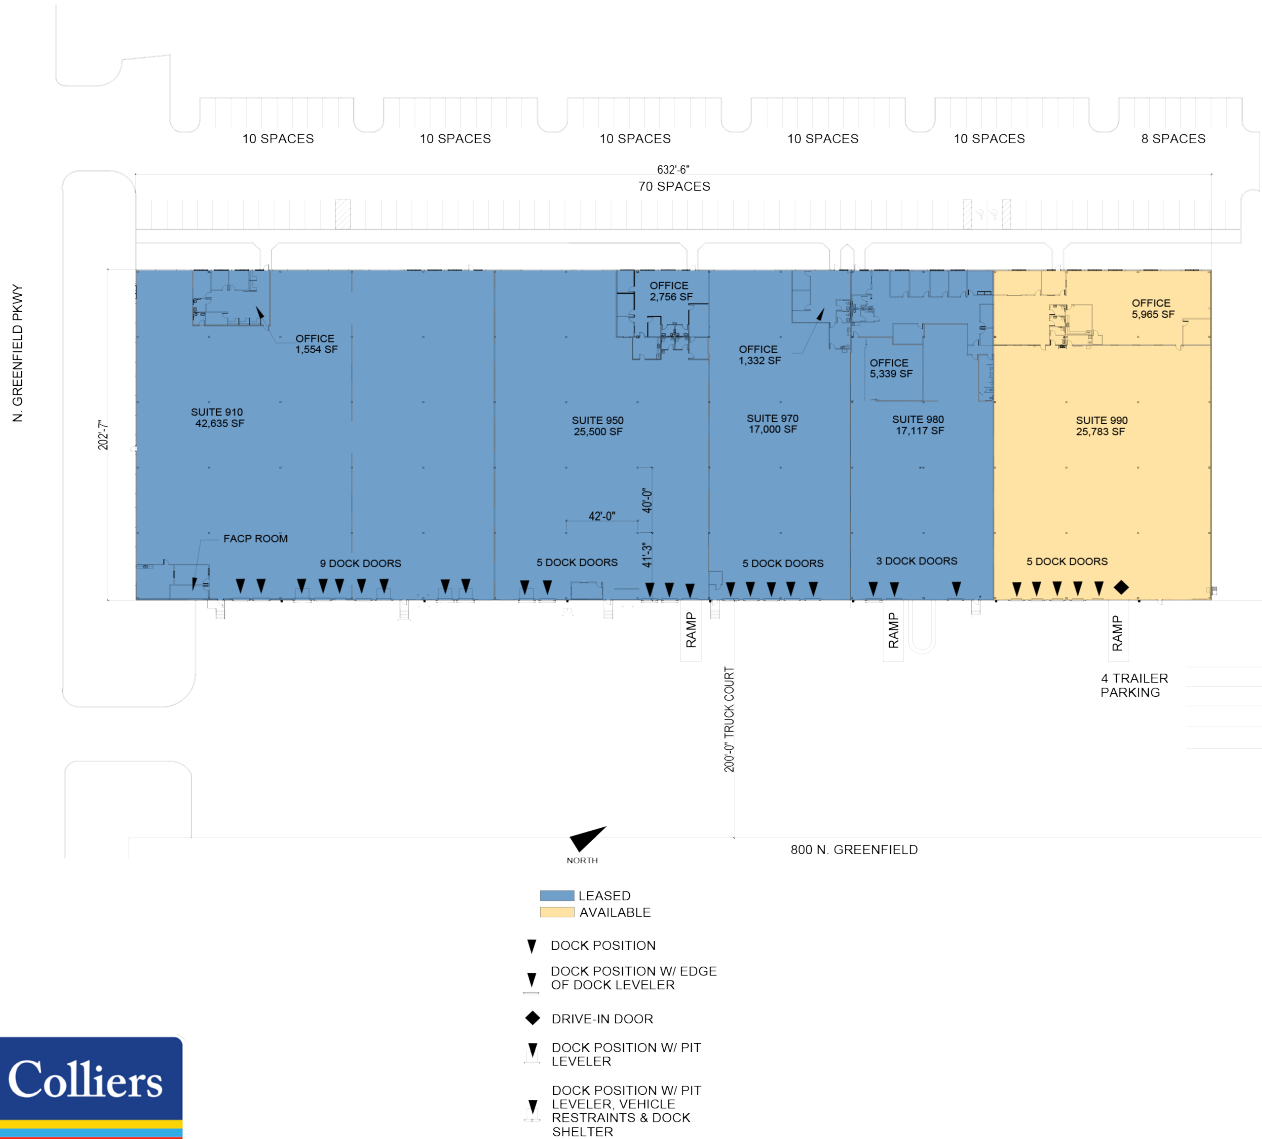 10 SPACES
10 SPACES
10 SPACES
10 SPACES
10 SPACES
8 SPACES
632'-6"
70 SPACES
N. GREENFIELD PKWY
202'-7"
OFFICE
1,554 SF
OFFICE
2,756 SF
OFFICE
1,332 SF
OFFICE
5,339 SF
OFFICE
5,965 SF
SUITE 910
42,635 SF
SUITE 950
25,500 SF
SUITE 970
17,000 SF
SUITE 980
17,117 SF
SUITE 990
25,783 SF
40'-0"
42'-0"
41'-3"
FACP ROOM
9 DOCK DOORS
5 DOCK DOORS
5 DOCK DOORS
3 DOCK DOORS
5 DOCK DOORS
RAMP
RAMP
RAMP
4 TRAILER
PARKING
200'-0" TRUCK COURT
NORTH
800 N. GREENFIELD
LEASED
AVAILABLE
DOCK POSITION
DOCK POSITION W/ EDGE
OF DOCK LEVELER
DRIVE-IN DOOR
DOCK POSITION W/ PIT
LEVELER
DOCK POSITION W/ PIT
LEVELER, VEHICLE
RESTRAINTS & DOCK
SHELTER
Colliers